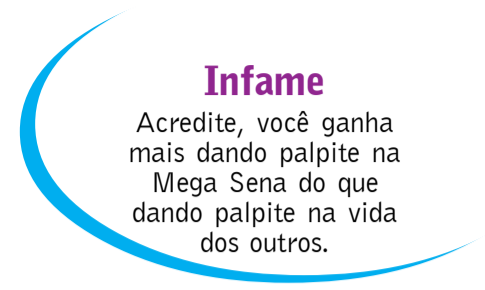 Infame
Acredite, você ganha
mais dando palpite na
Mega Sena do que
dando palpite na vida
dos outros.